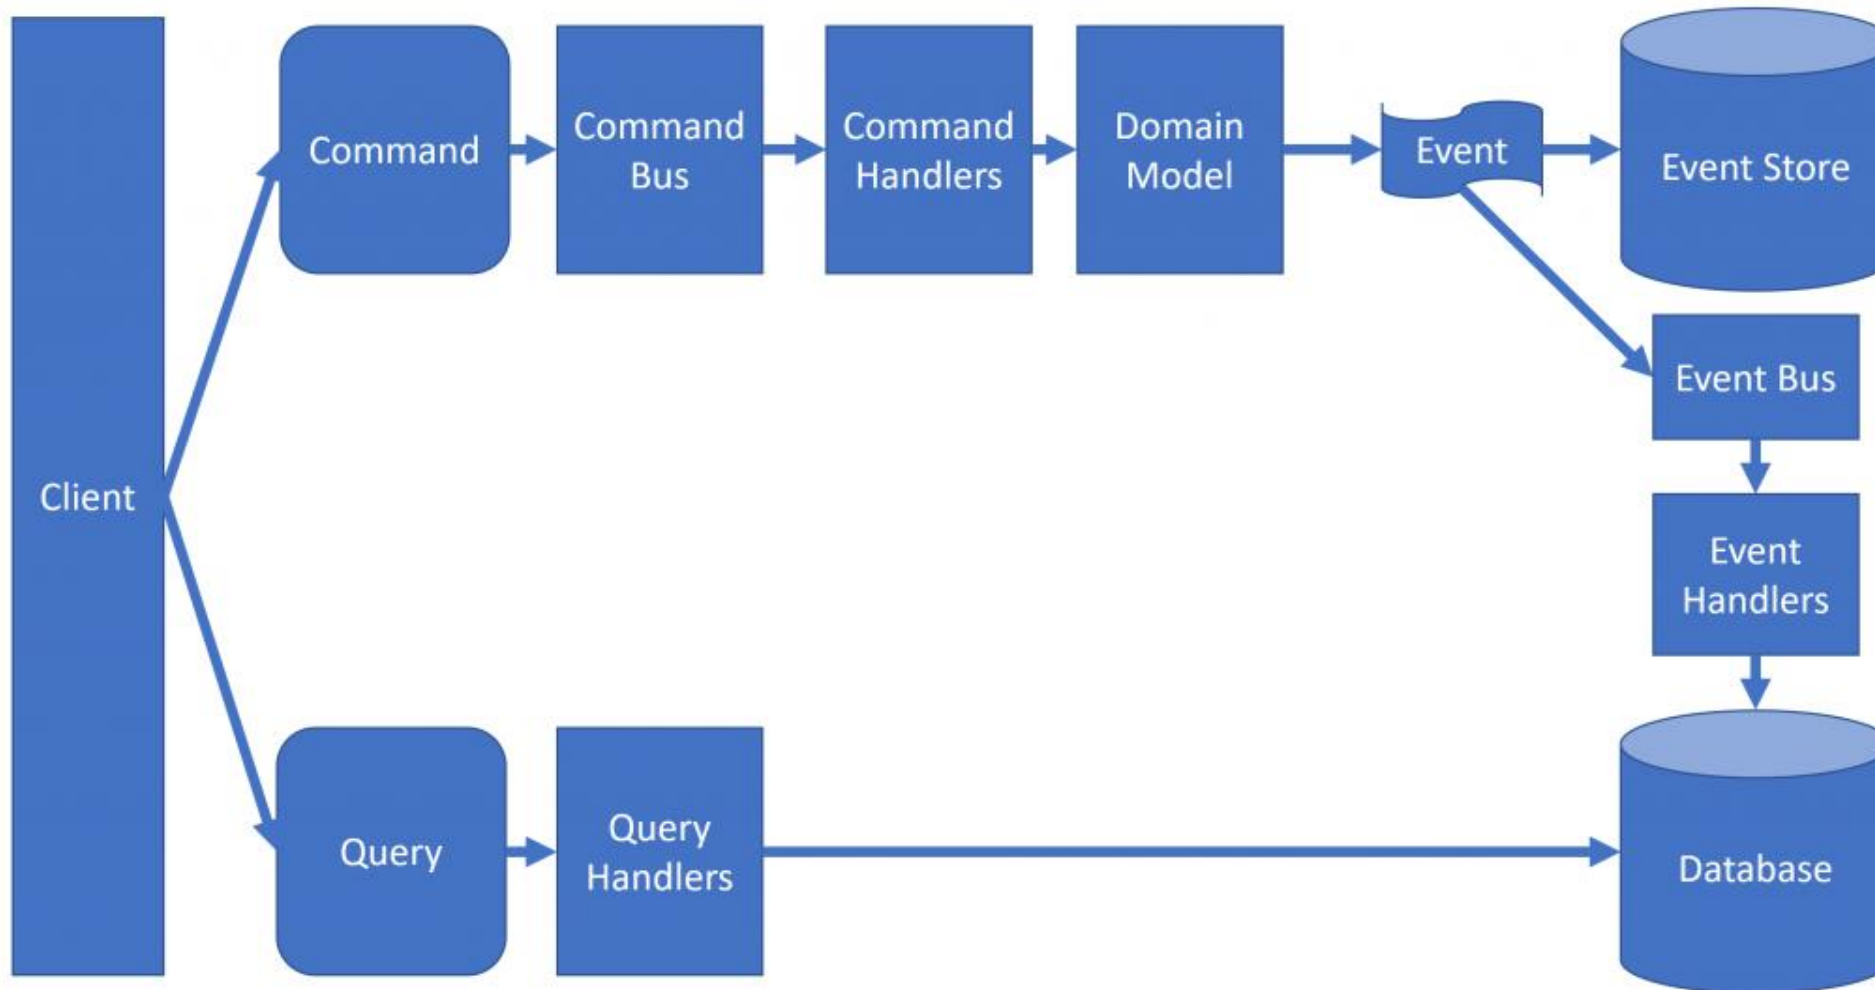 Client
Command
Command
Bus
Command
Handlers
Domain
Model
Event
Event Store
Event Bus
Event
Handlers
Query
Query
Handlers
Database